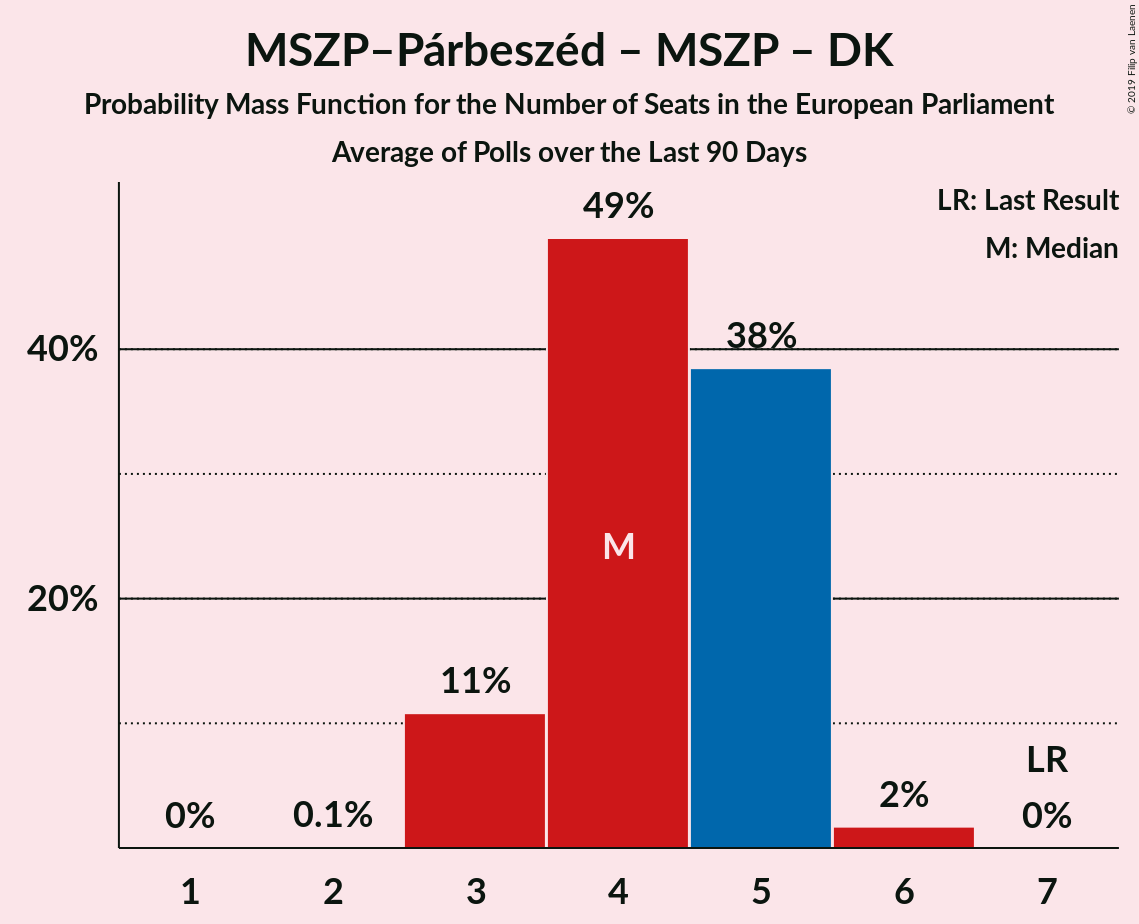 MSZP–Párbeszéd – MSZP – DK
Probability Mass Function for the Number of Seats in the European Parliament
Average of Polls over the Last 90 Days
© 2019 Filip van Laenen
LR: Last Result
M: Median
49%
38%
40%
M
20%
11%
LR
2%
0%
0.1%
0%
1 2 3 4 5 6 7